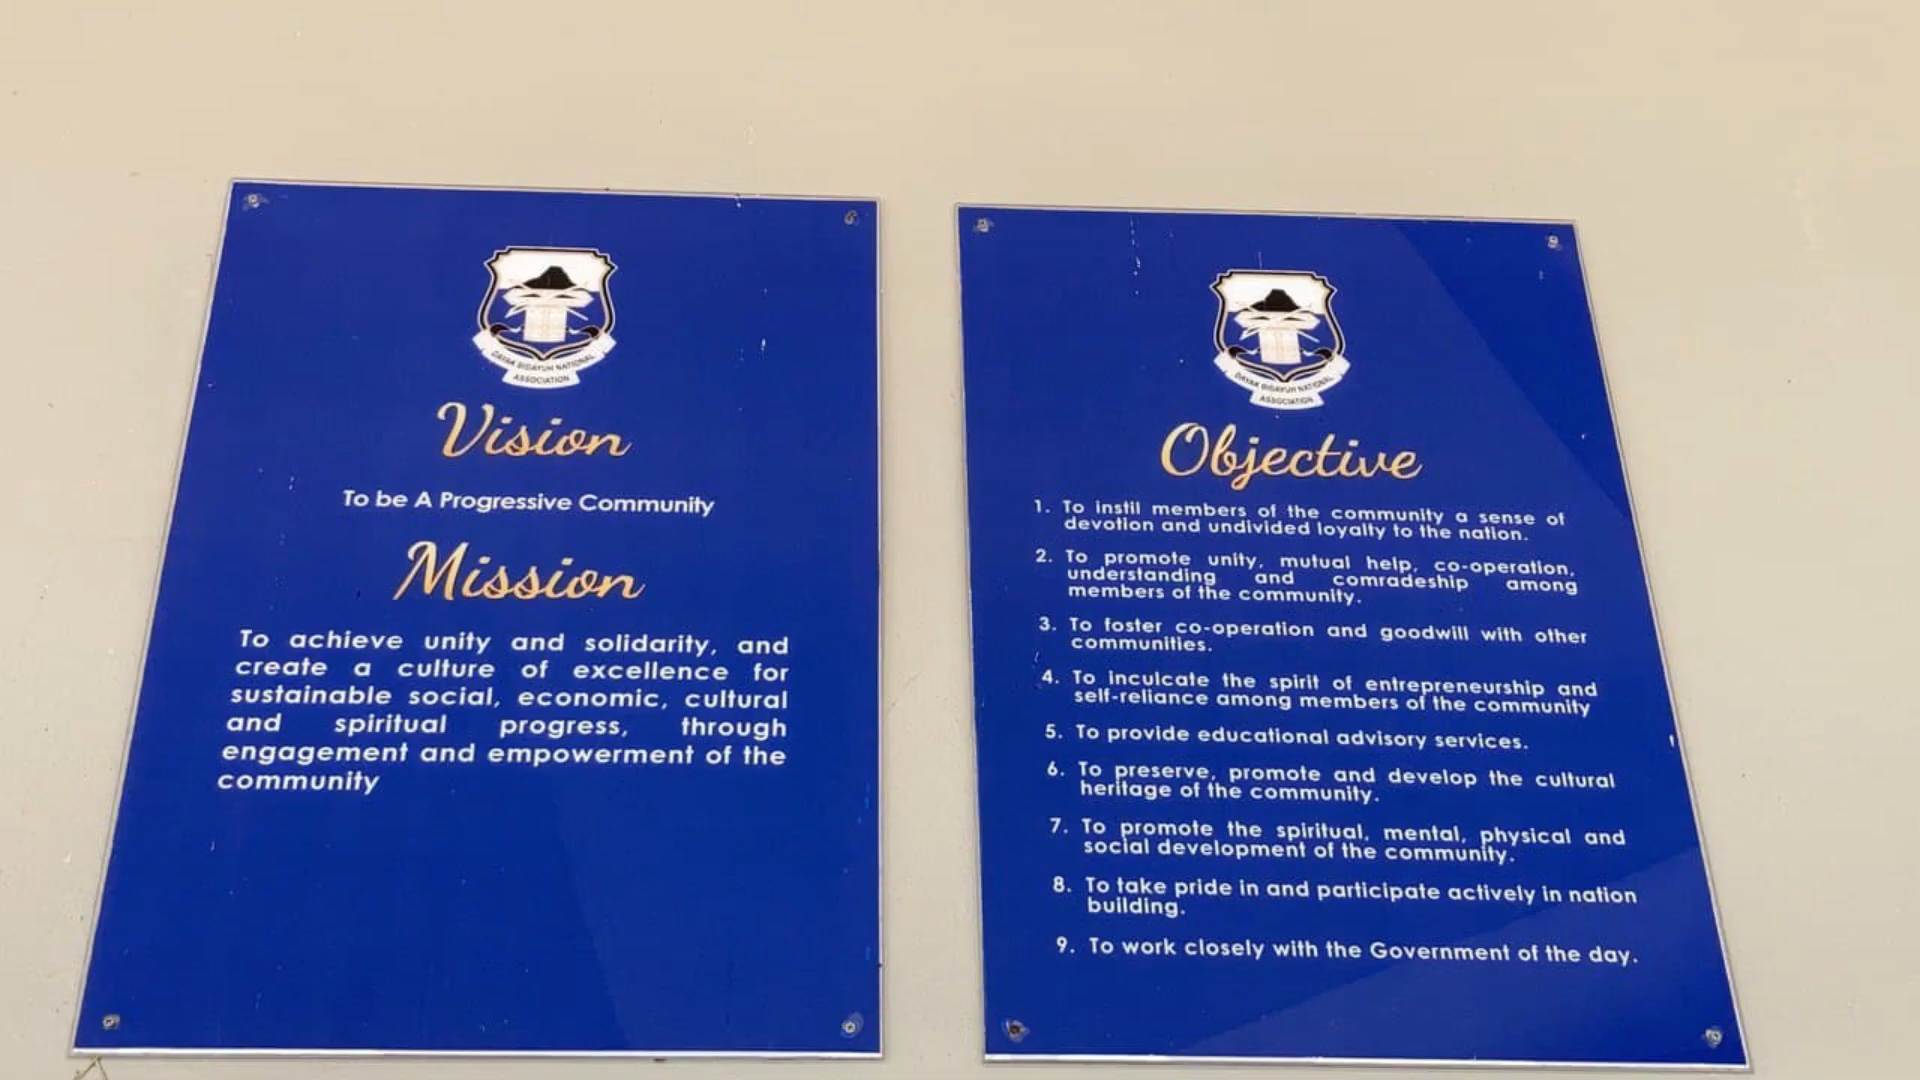 DAYAK BIDAYUH NATIONAL
ASSOCIATION
Vision
To be A Progressive Community
Mission
To achieve unity and solidarity, and
create a culture of excellence for
sustainable social, economic, cultural
and spiritual progress, through
engagement and empowerment of the
community
DAYAK BIDAYUH NATIONAL
ASSOCIATION
Objective
1. To instil members of the community a sense of
devotion and undivided loyalty to the nation.
2. To promote unity, mutual help, co-operation,
understanding and comradeship among
members of the community.
3. To foster co-operation and goodwill with other
communities.
4. To inculcate the spirit of entrepreneurship and
self-reliance among members of the community
5. To provide educational advisory services.
6. To preserve, promote and develop the cultural
heritage of the community.
7. To promote the spiritual, mental, physical and
social development of the community.
8. To take pride in and participate actively in nation
building.
9. To work closely with the Government of the day.